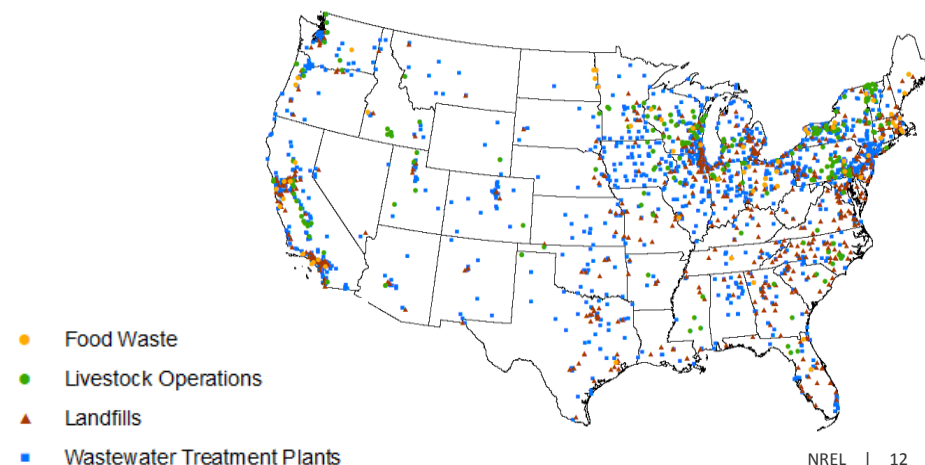 Food Waste
Livestock Operations
Landfills
Wastewater Treatment Plants
NREL | 12